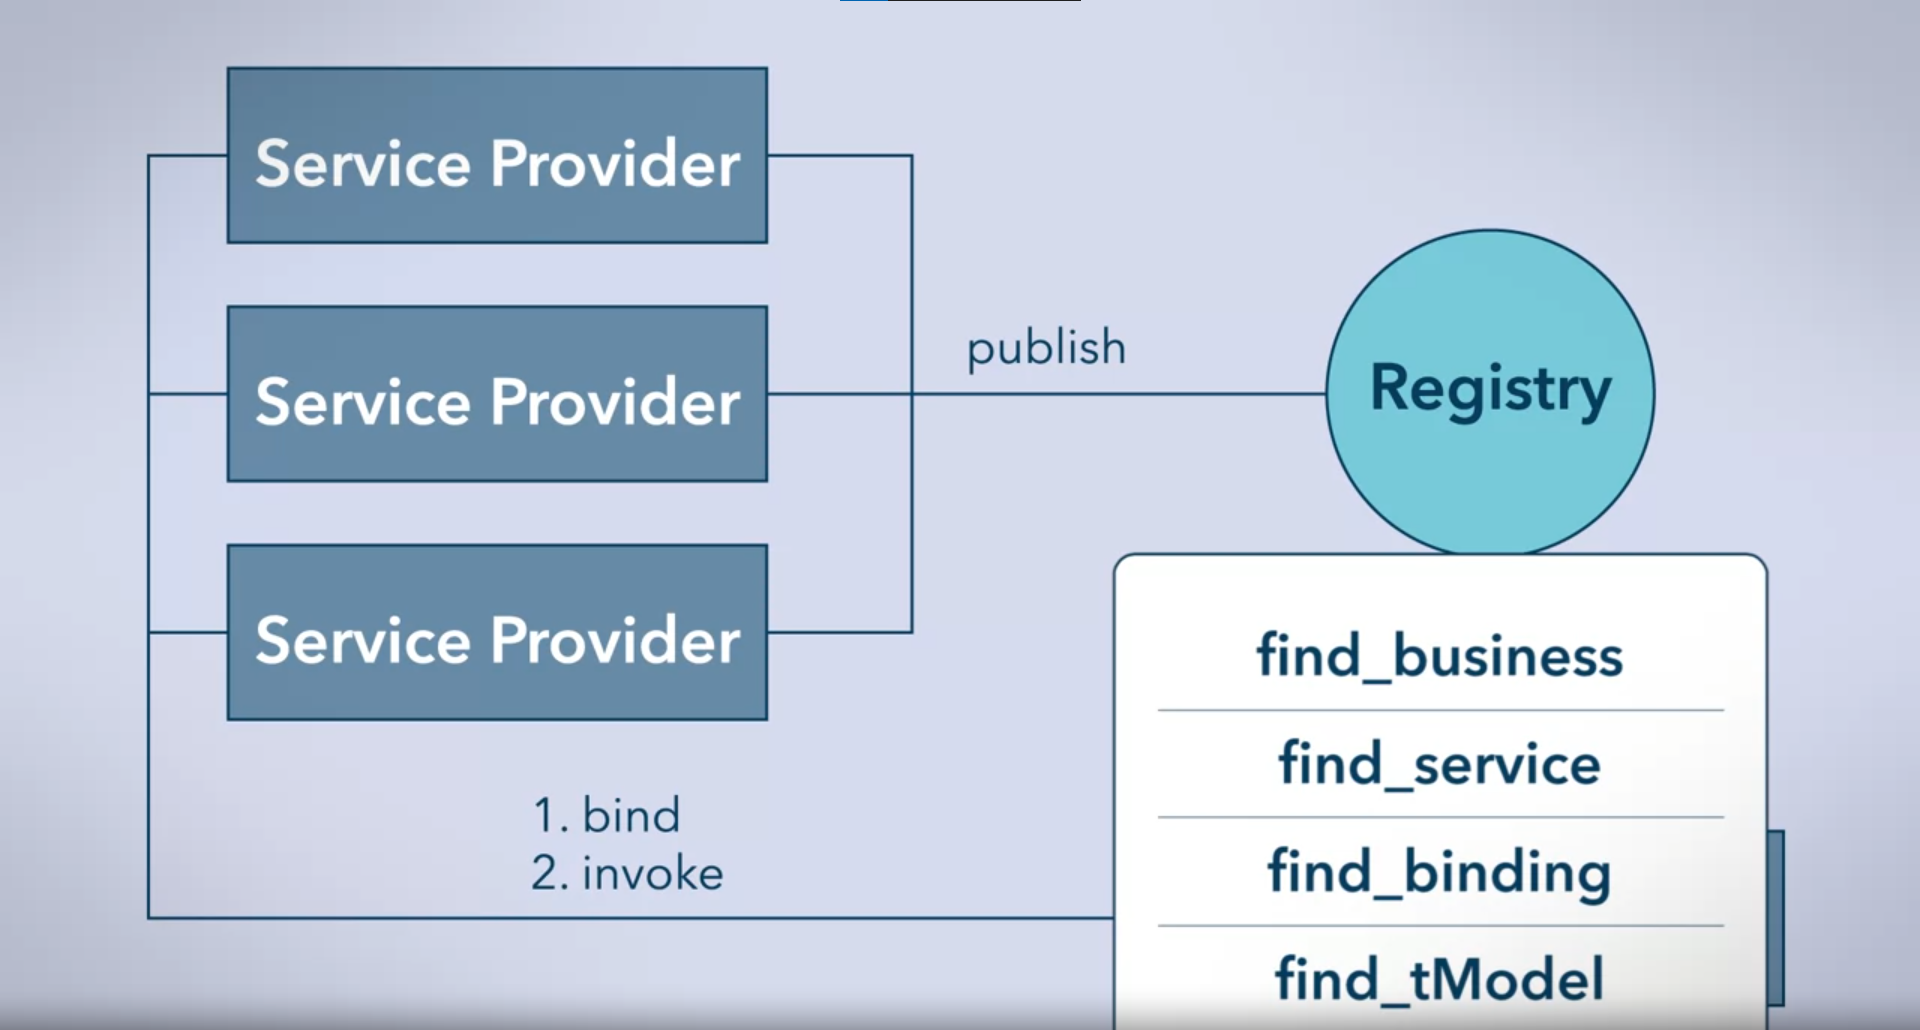 Service Provider
Service Provider
Service Provider
publish
Registry
1. bind
2. invoke
find_business
find_service
find_binding
find_tModel